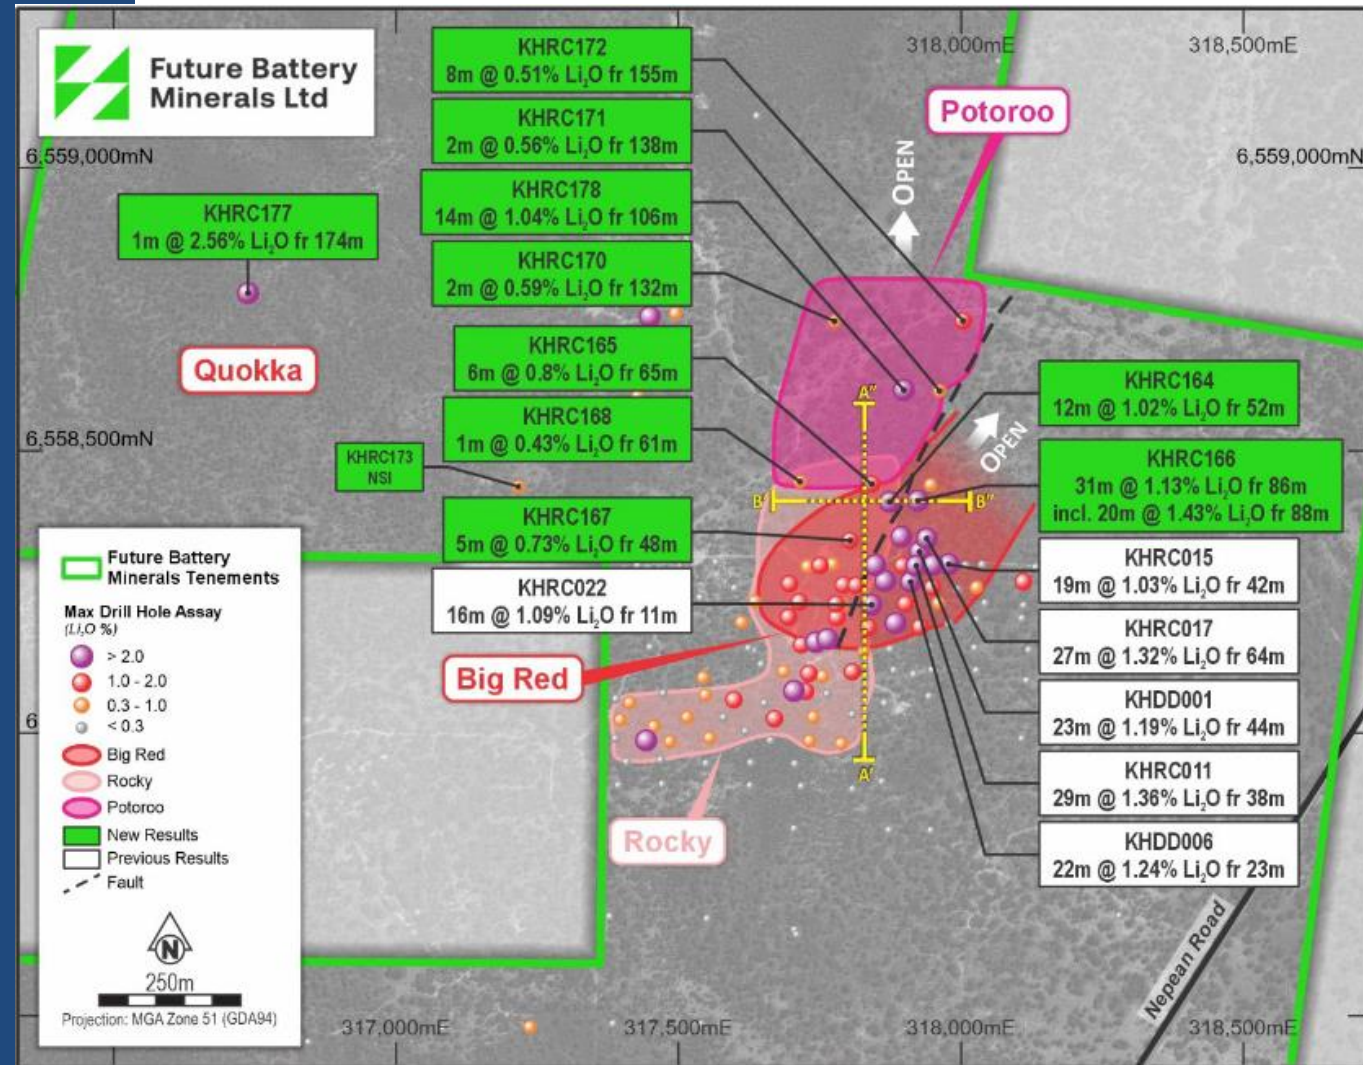 Future Battery
Minerals Ltd
318,000mE
318,500mE
6,559,000mN
6,559,000mN
KHRC172
8m @ 0.51% Li₂O fr 155m
KHRC171
2m @ 0.56% Li₂O fr 138m
KHRC178
14m @ 1.04% Li₂O fr 106m
KHRC170
2m @ 0.59% Li₂O fr 132m
KHRC165
6m @ 0.8% Li₂O fr 65m
KHRC168
1m @ 0.43% Li₂O fr 61m
KHRC167
5m @ 0.73% Li₂O fr 48m
KHRC022
16m @ 1.09% Li₂O fr 11m
KHRC177
1m @ 2.56% Li₂O fr 174m
Quokka
6,558,500mN
KHRC173
NSI
Potoroo
OPEN
OPEN
A"
B'
B"
A'
KHRC164
12m @ 1.02% Li₂O fr 52m
KHRC166
31m @ 1.13% Li₂O fr 86m
incl. 20m @ 1.43% Li₂O fr 88m
KHRC015
19m @ 1.03% Li₂O fr 42m
KHRC017
27m @ 1.32% Li₂O fr 64m
KHDD001
23m @ 1.19% Li₂O fr 44m
KHRC011
29m @ 1.36% Li₂O fr 38m
KHDD006
22m @ 1.24% Li₂O fr 23m
Big Red
Rocky
Nepean Road
Future Battery
Minerals Tenements
Max Drill Hole Assay
(Li₂O %)
> 2.0
1.0 - 2.0
0.3 - 1.0
< 0.3
Big Red
Rocky
Potoroo
New Results
Previous Results
Fault
N
250m
Projection: MGA Zone 51 (GDA94)
317,000mE
317,500mE
318,000mE
318,500mE